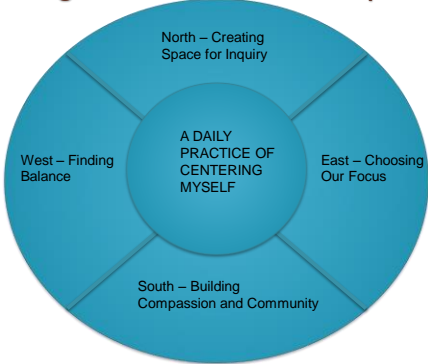 North – Creating
Space for Inquiry
A DAILY
PRACTICE OF
CENTERING
MYSELF
West – Finding
Balance
East – Choosing
Our Focus
South – Building
Compassion and Community